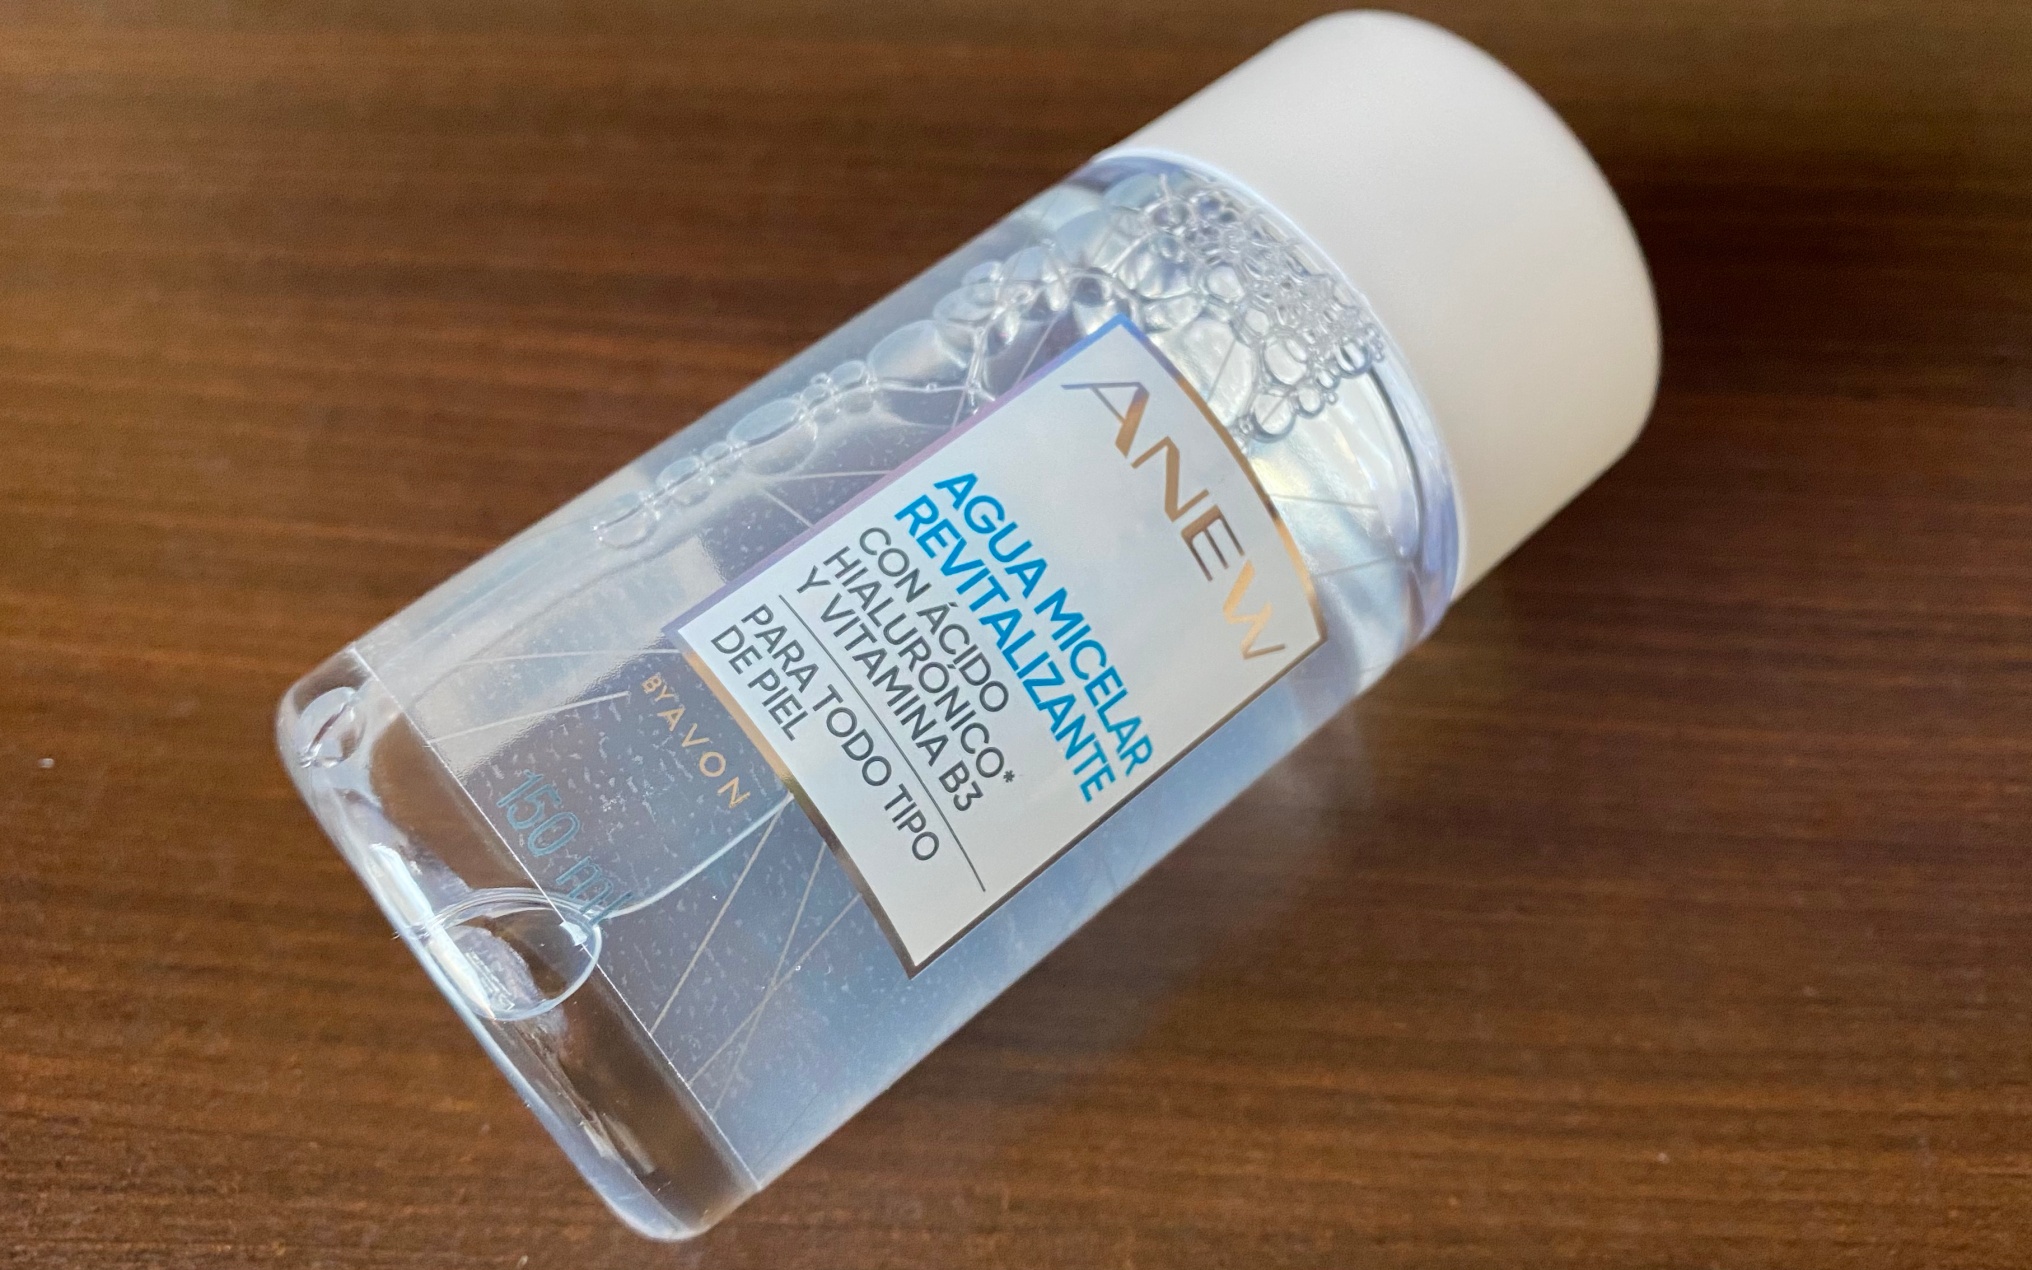 ANEW
AGUA MICELAR
REVITALIZANTE
CON ÁCIDO
HIALURÓNICO*
Y VITAMINA B3
PARA TODO TIPO
DE PIEL
BY AVON
150 ml